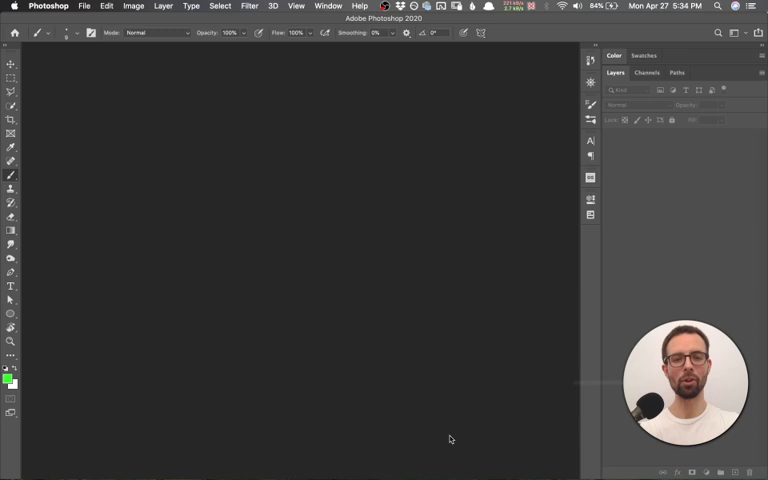 Photoshop File Edit Image Layer Type Select Filter 3D View Window Help 84% Mon Apr 27 5:34 PM
Adobe Photoshop 2020
Mode: Normal Opacity: 100% Flow: 100% Smoothing: 0% 0°
Color Swatches
Layers Channels Paths
Kind
Normal Opacity:
Lock: Fill: